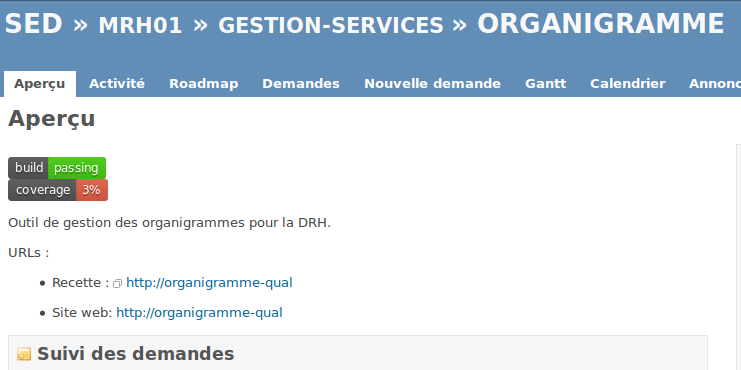 SED » MRH01 » GESTION-SERVICES » ORGANIGRAMME
Aperçu Activité Roadmap Demandes Nouvelle demande Gantt Calendrier Annonc
Aperçu
build passing
coverage 3%
Outil de gestion des organigrammes pour la DRH.
URLs :
• Recette : http://organigramme-qual
• Site web: http://organigramme-qual
Suivi des demandes